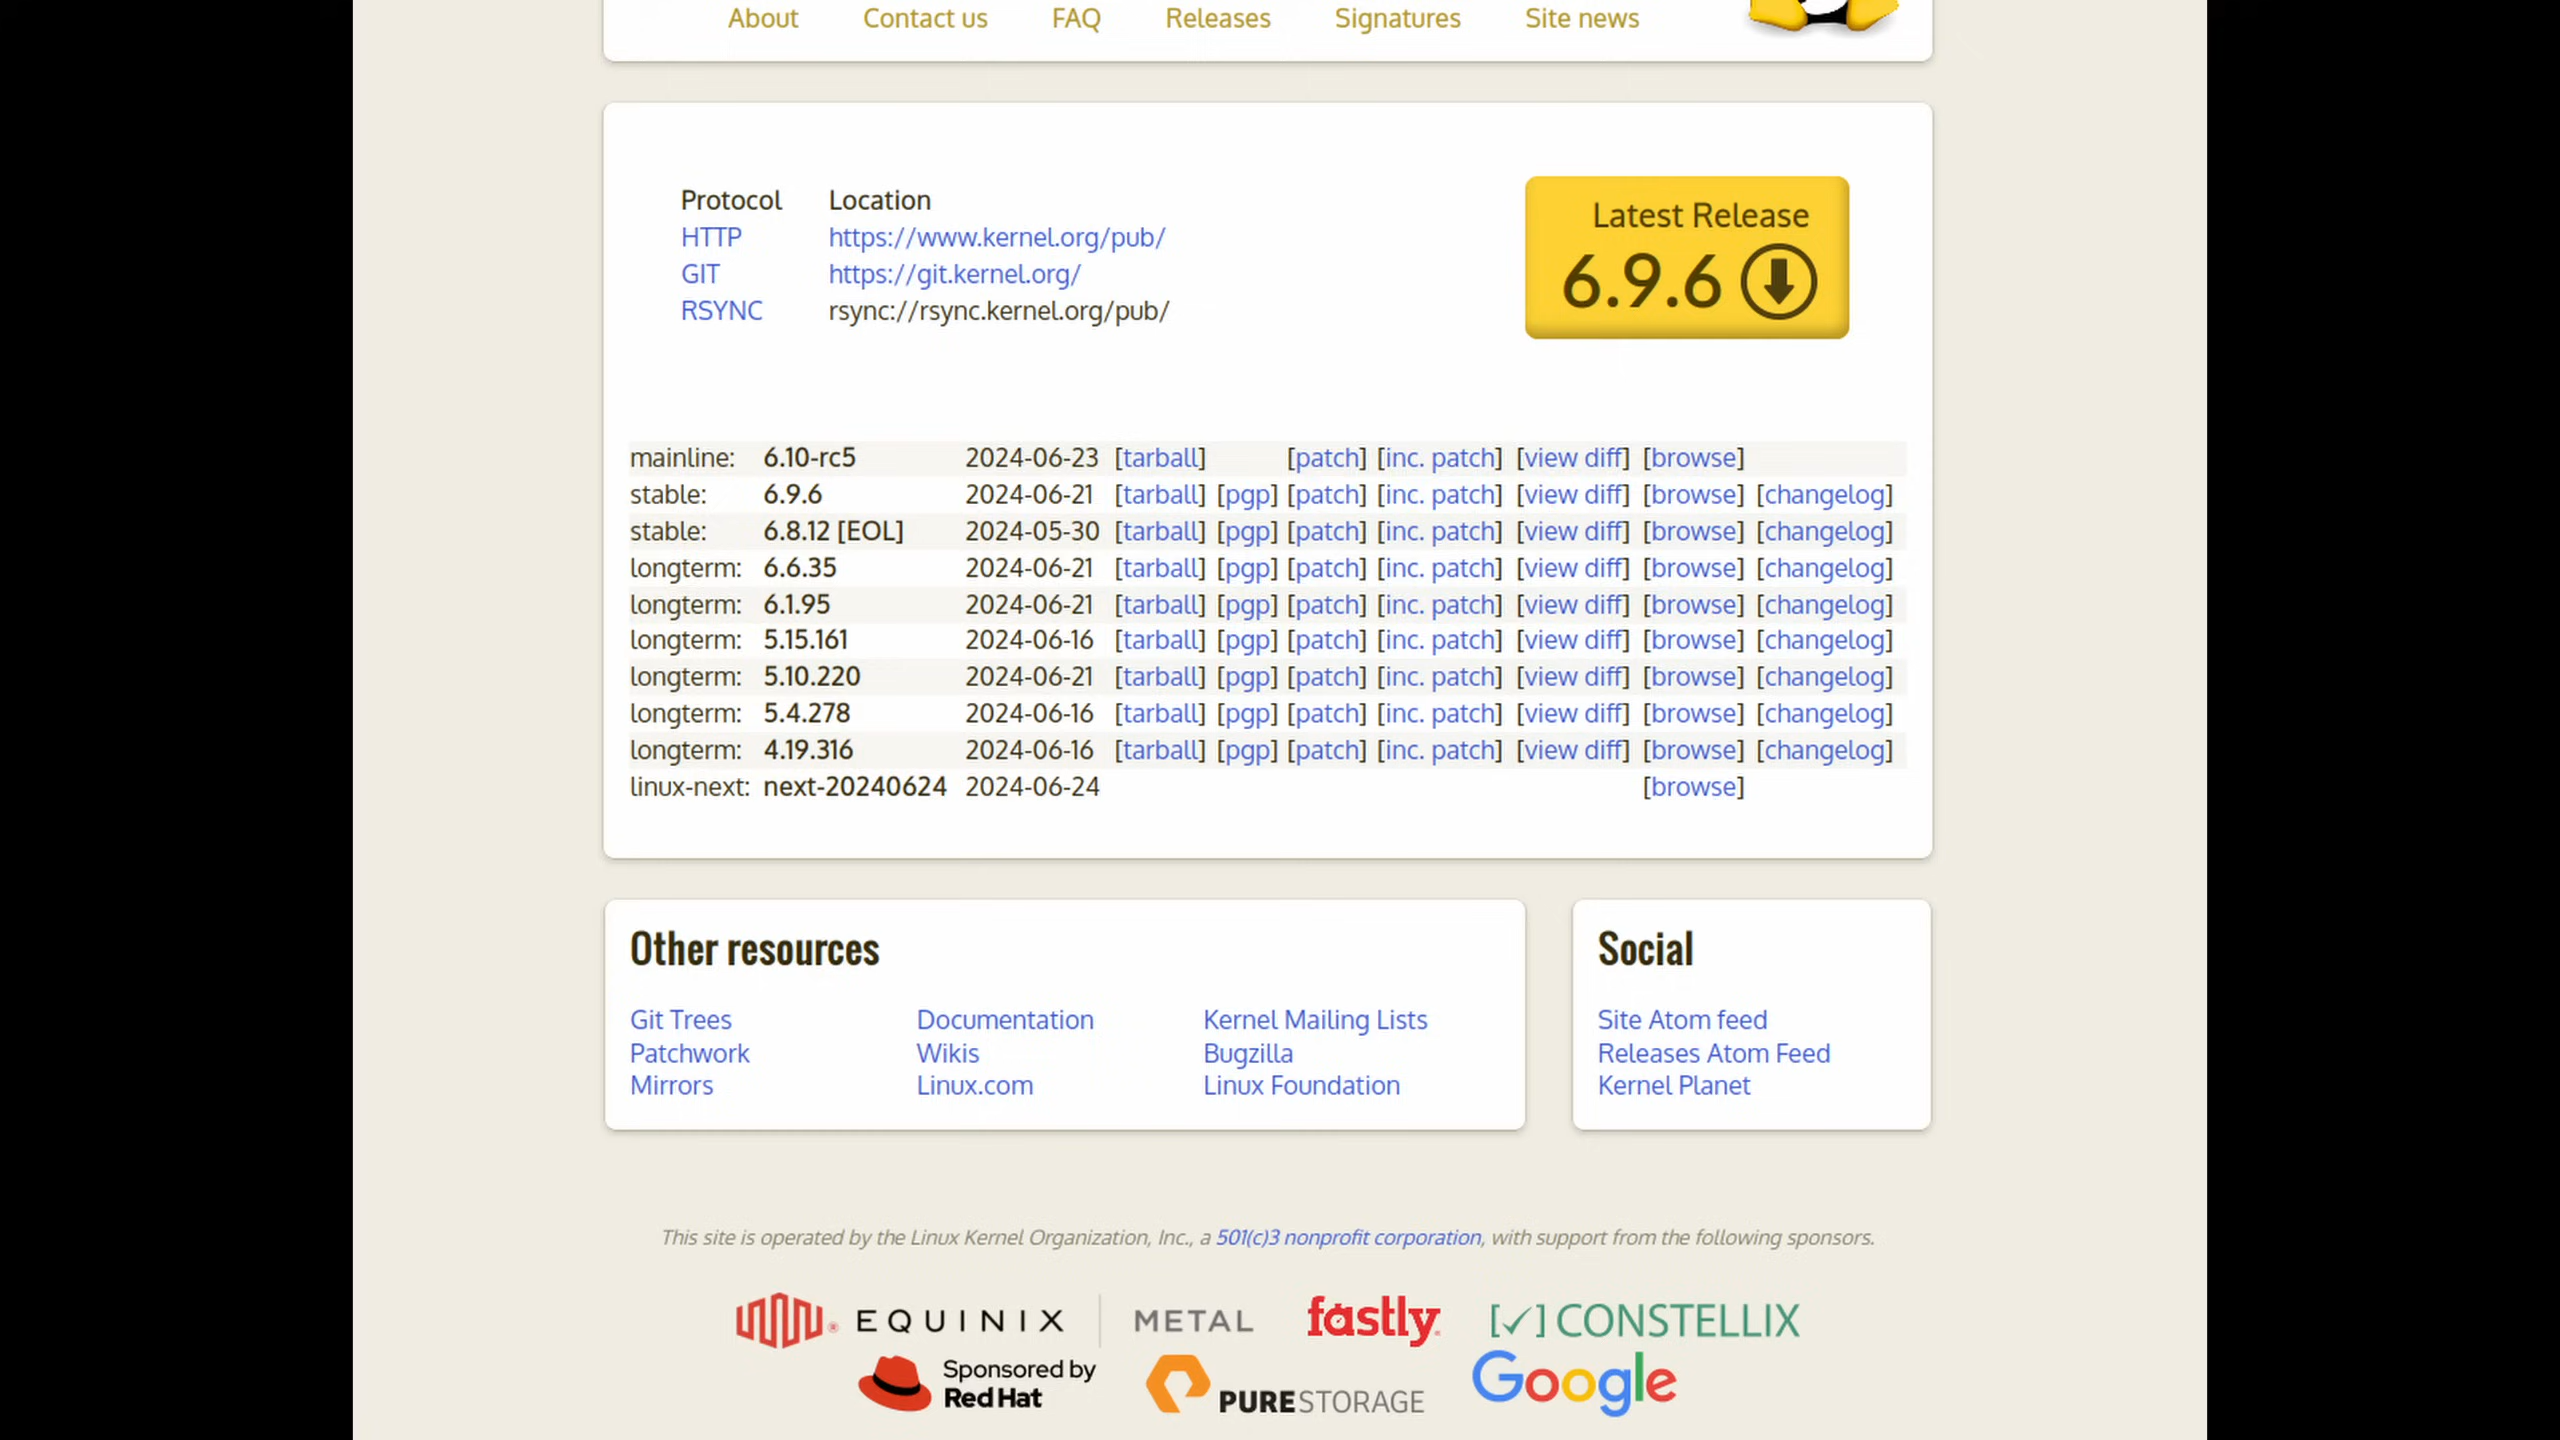 About Contact us FAQ Releases Signatures Site news
Protocol Location
HTTP https://www.kernel.org/pub/
GIT https://git.kernel.org/
RSYNC rsync://rsync.kernel.org/pub/
Latest Release
6.9.6
mainline: 6.10-rc5 2024-06-23 [tarball] [patch] [inc. patch] [view diff] [browse]
stable: 6.9.6 2024-06-21 [tarball] [pgp] [patch] [inc. patch] [view diff] [browse] [changelog]
stable: 6.8.12 [EOL] 2024-05-30 [tarball] [pgp] [patch] [inc. patch] [view diff] [browse] [changelog]
longterm: 6.6.35 2024-06-21 [tarball] [pgp] [patch] [inc. patch] [view diff] [browse] [changelog]
longterm: 6.1.95 2024-06-21 [tarball] [pgp] [patch] [inc. patch] [view diff] [browse] [changelog]
longterm: 5.15.161 2024-06-16 [tarball] [pgp] [patch] [inc. patch] [view diff] [browse] [changelog]
longterm: 5.10.220 2024-06-21 [tarball] [pgp] [patch] [inc. patch] [view diff] [browse] [changelog]
longterm: 5.4.278 2024-06-16 [tarball] [pgp] [patch] [inc. patch] [view diff] [browse] [changelog]
longterm: 4.19.316 2024-06-16 [tarball] [pgp] [patch] [inc. patch] [view diff] [browse] [changelog]
linux-next: next-20240624 2024-06-24 [browse]
Other resources
Git Trees Documentation Kernel Mailing Lists
Patchwork Wikis Bugzilla
Mirrors Linux.com Linux Foundation
Social
Site Atom feed
Releases Atom Feed
Kernel Planet
This site is operated by the Linux Kernel Organization, Inc., a 501(c)3 nonprofit corporation, with support from the following sponsors.
EQUINIX METAL fastly CONSTELLIX
Sponsored by
Red Hat
PURESTORAGE
Google